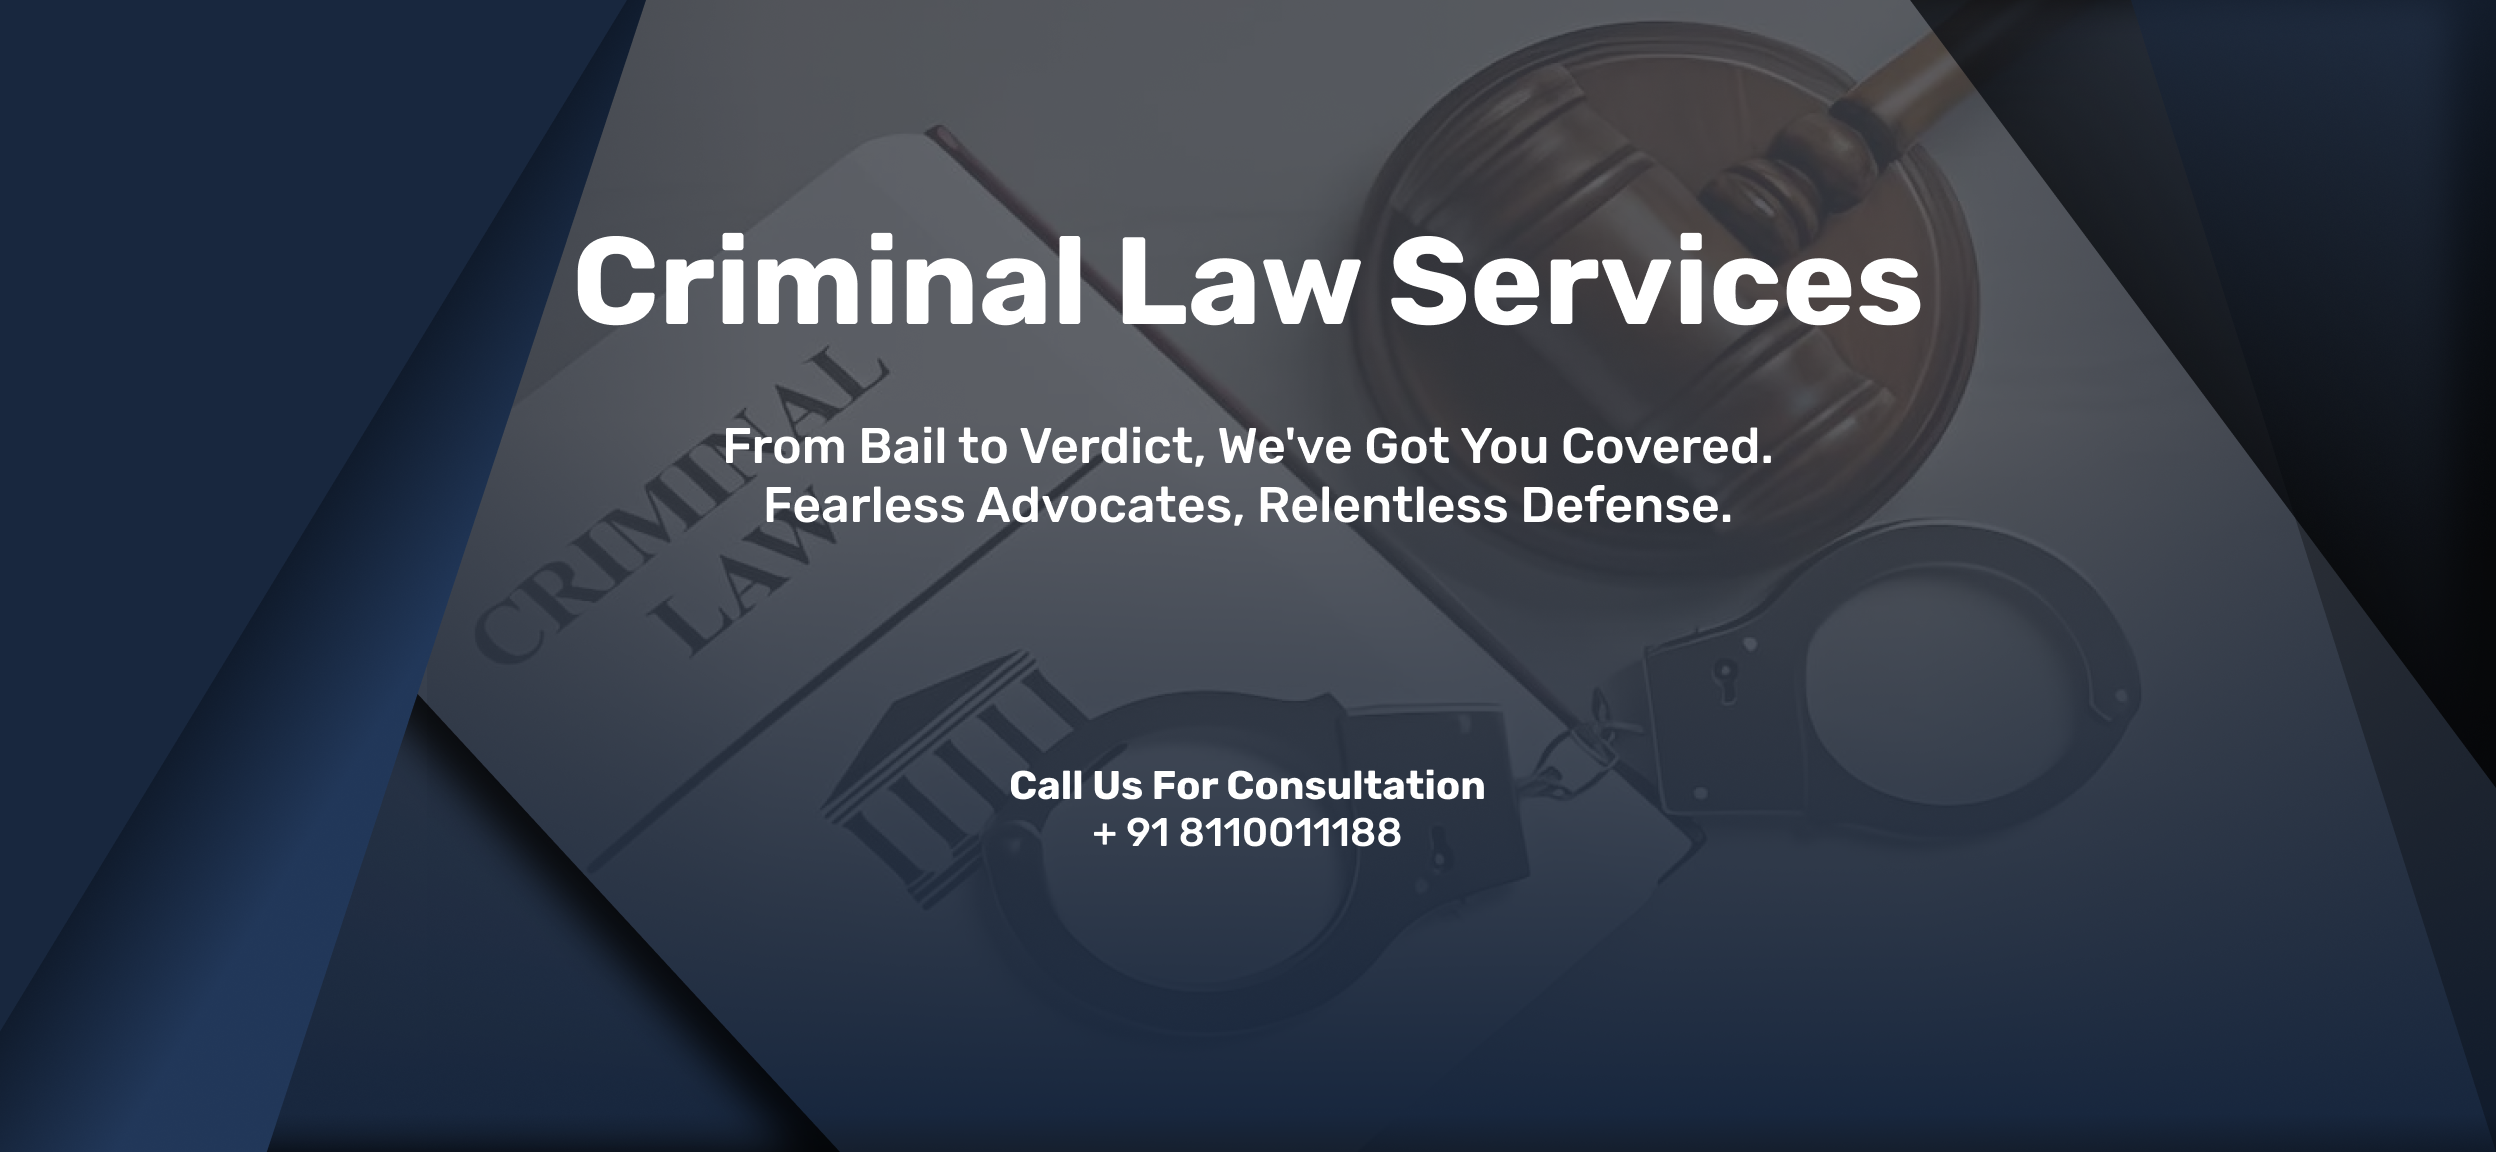 Criminal Law Services
CRIMINAL
LAW
From Bail to Verdict, We've Got You Covered.
Fearless Advocates, Relentless Defense.
Call Us For Consultation
+ 91 8110011188